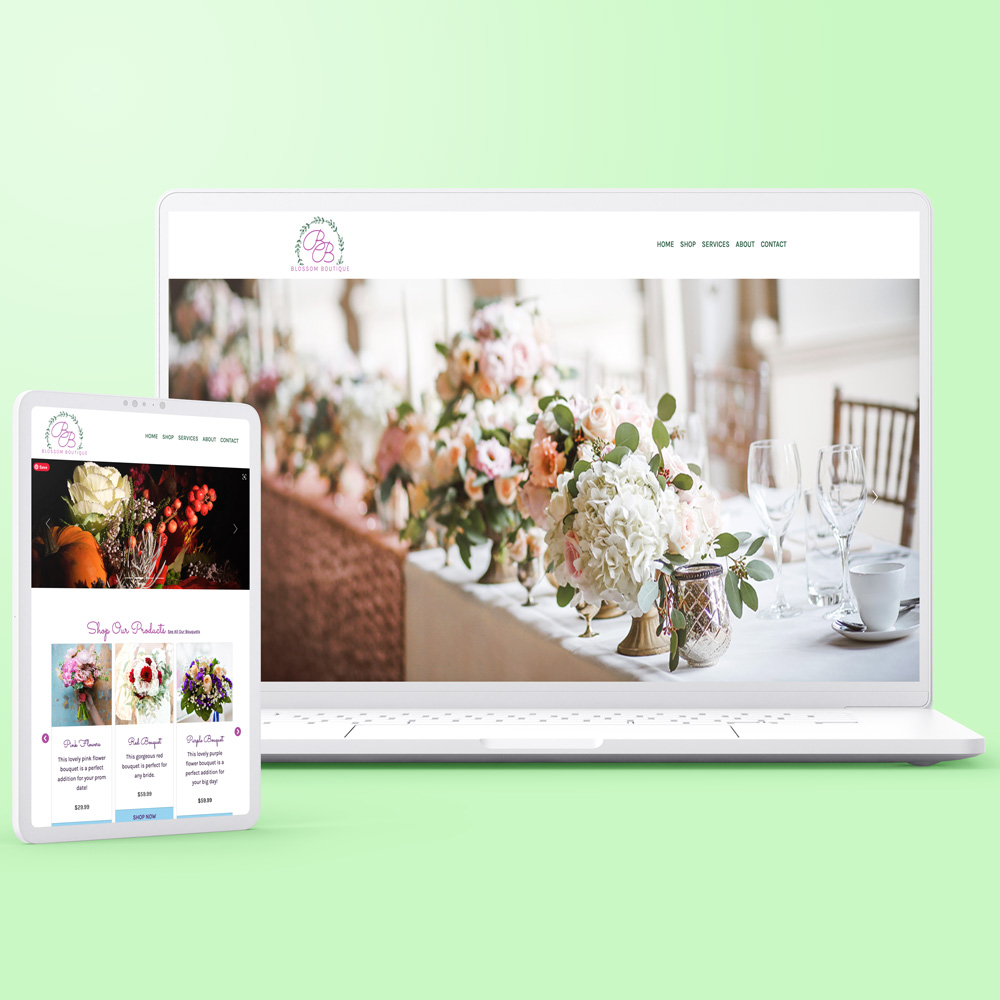 BB
BLOSSOM BOUTIQUE
HOME SHOP SERVICES ABOUT CONTACT
BB
BLOSSOM BOUTIQUE
HOME SHOP SERVICES ABOUT CONTACT
Save
Shop Our Products See All Our Bouquets
Pink Flowers
This lovely pink flower
bouquet is a perfect
addition for your prom
date!
$29.99
Red Bouquet
This gorgeous red
bouquet is perfect for
any bride.
$59.99
SHOP NOW
Purple Bouquet
This lovely purple
flower bouquet is a
perfect addition for
your big day!
$59.99